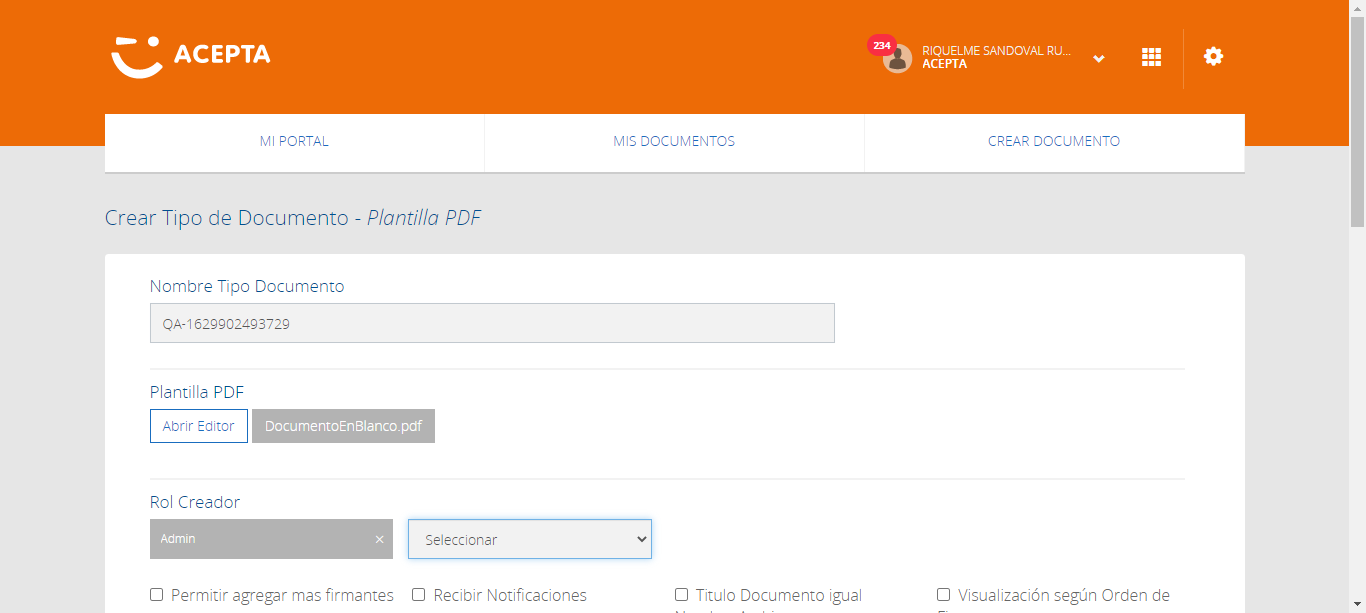 ACEPTA
234
RIQUELME SANDOVAL RU...
ACEPTA
MI PORTAL
MIS DOCUMENTOS
CREAR DOCUMENTO
Crear Tipo de Documento - Plantilla PDF
Nombre Tipo Documento
QA-1629902493729
Plantilla PDF
Abrir Editor
DocumentoEnBlanco.pdf
Rol Creador
Admin ×
Seleccionar
Permitir agregar mas firmantes
Recibir Notificaciones
Titulo Documento igual
Visualización según Orden de